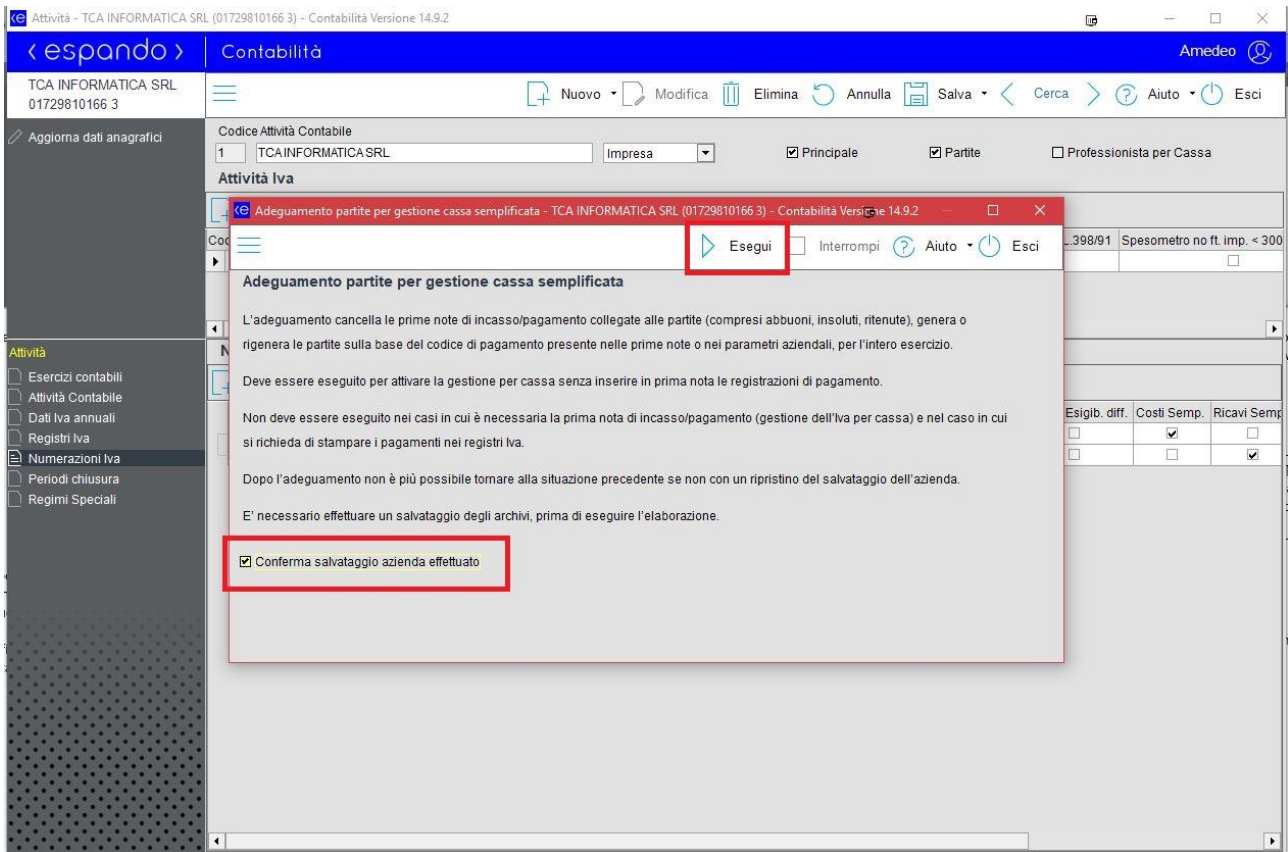 Attività - TCA INFORMATICA SRL (01729810166 3) - Contabilità Versione 14.9.2
<espando> Contabilità Amedeo
TCA INFORMATICA SRL
01729810166 3
Nuovo Modifica Elimina Annulla Salva Cerca Aiuto Esci
Aggiorna dati anagrafici
Codice Attività Contabile
1 TCA INFORMATICA SRL Impresa Principale Partite Professionista per Cassa
Attività Iva
Adeguamento partite per gestione cassa semplificata - TCA INFORMATICA SRL (01729810166 3) - Contabilità Versione 14.9.2
Esegui Interrompi Aiuto Esci
L.398/91 Spesometro no ft. imp. < 300
Adeguamento partite per gestione cassa semplificata
L'adeguamento cancella le prime note di incasso/pagamento collegate alle partite (compresi abbuoni, insoluti, ritenute), genera o
rigenera le partite sulla base del codice di pagamento presente nelle prime note o nei parametri aziendali, per l'intero esercizio.
Deve essere eseguito per attivare la gestione per cassa senza inserire in prima nota le registrazioni di pagamento.
Non deve essere eseguito nei casi in cui è necessaria la prima nota di incasso/pagamento (gestione dell'Iva per cassa) e nel caso in cui
si richieda di stampare i pagamenti nei registri Iva.
Dopo l'adeguamento non è più possibile tornare alla situazione precedente se non con un ripristino del salvataggio dell'azienda.
E' necessario effettuare un salvataggio degli archivi, prima di eseguire l'elaborazione.
Conferma salvataggio azienda effettuato
Esigib. diff. Costi Semp. Ricavi Semp
Attività
Esercizi contabili
Attività Contabile
Dati Iva annuali
Registri Iva
Numerazioni Iva
Periodi chiusura
Regimi Speciali